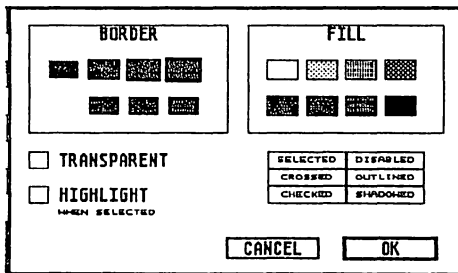 BORDER FILL
TRANSPARENT
HIGHLIGHT
WHEN SELECTED
SELECTED DISABLED
CROSSED OUTLINED
CHECKED SHADOWED
CANCEL OK